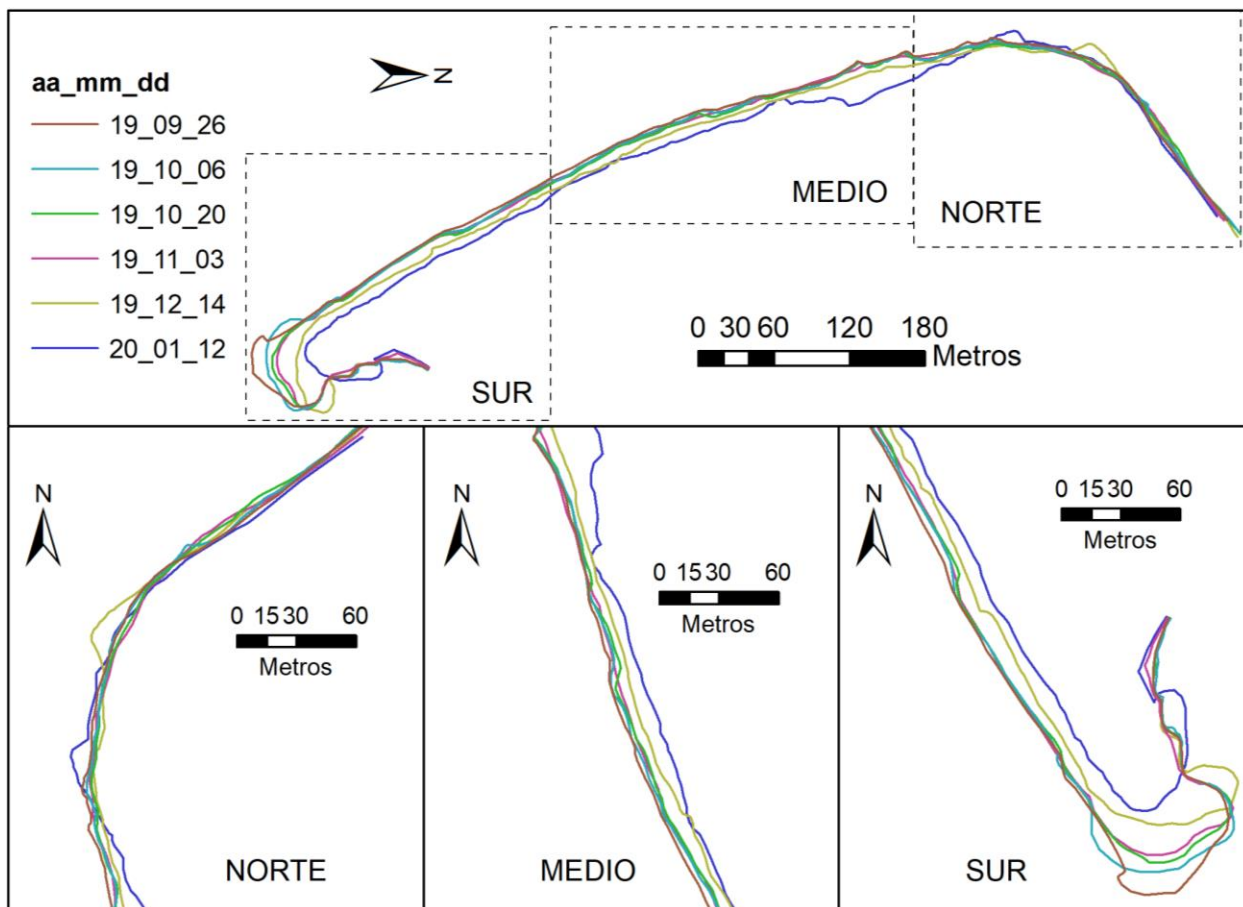 aa_mm_dd
19_09_26
19_10_06
19_10_20
19_11_03
19_12_14
20_01_12
N
MEDIO
NORTE
SUR
0 30 60 120 180
Metros
N
0 15 30 60
Metros
NORTE
N
0 15 30 60
Metros
MEDIO
N
0 15 30 60
Metros
SUR